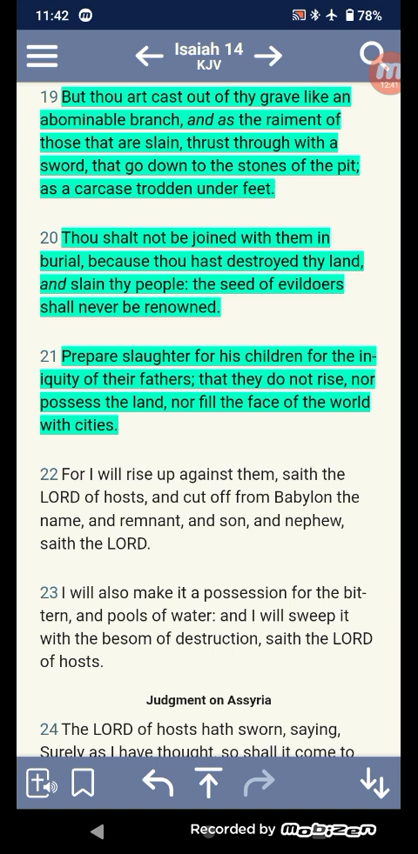 11:42 78%
Isaiah 14
KJV
12:41
19 But thou art cast out of thy grave like an
abominable branch, and as the raiment of
those that are slain, thrust through with a
sword, that go down to the stones of the pit;
as a carcase trodden under feet.
20 Thou shalt not be joined with them in
burial, because thou hast destroyed thy land,
and slain thy people: the seed of evildoers
shall never be renowned.
21 Prepare slaughter for his children for the in-
iquity of their fathers; that they do not rise, nor
possess the land, nor fill the face of the world
with cities.
22 For I will rise up against them, saith the
LORD of hosts, and cut off from Babylon the
name, and remnant, and son, and nephew,
saith the LORD.
23 I will also make it a possession for the bit-
tern, and pools of water: and I will sweep it
with the besom of destruction, saith the LORD
of hosts.
Judgment on Assyria
24 The LORD of hosts hath sworn, saying,
Surely as I have thought, so shall it come to
Recorded by mobizen